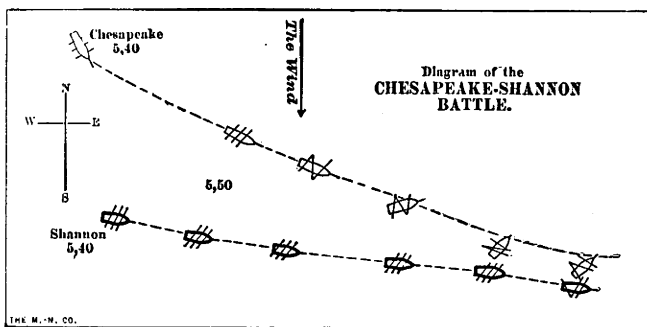 Chesapeake
5,40
The Wind
Diagram of the
CHESAPEAKE-SHANNON
BATTLE.
N
W E
S
5,50
Shannon
5,40
THE M.-N. CO.